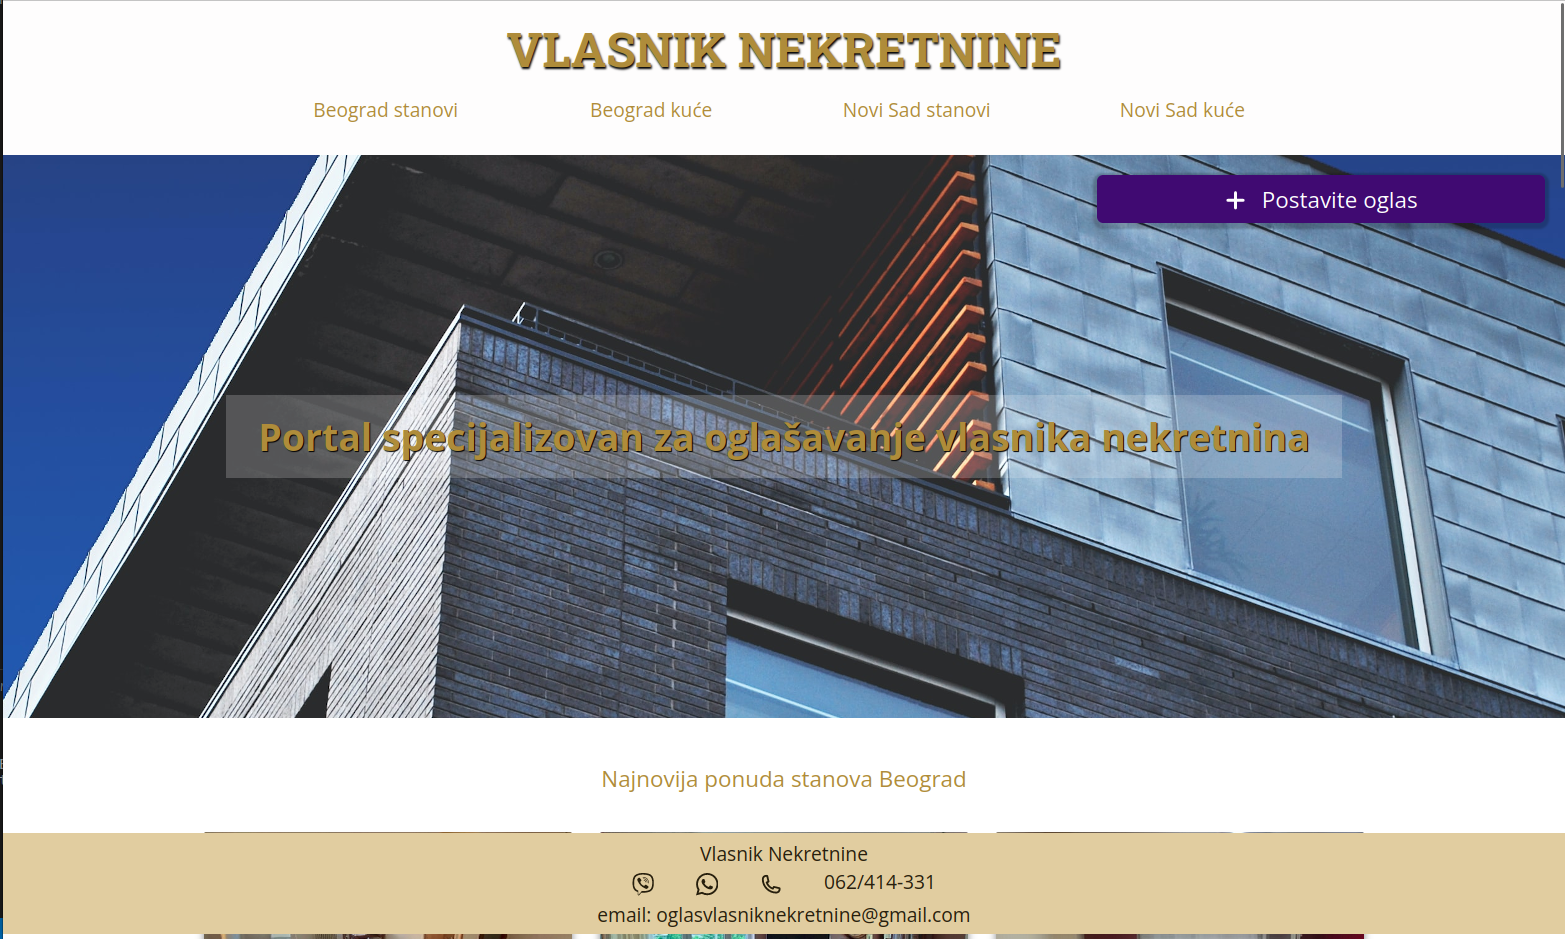 VLASNIK NEKRETNINE
Beograd stanovi
Beograd kuće
Novi Sad stanovi
Novi Sad kuće
Postavite oglas
Portal specijalizovan za oglašavanje vlasnika nekretnina
Najnovija ponuda stanova Beograd
Vlasnik Nekretnine
062/414-331
email: oglasvlasniknekretnine@gmail.com